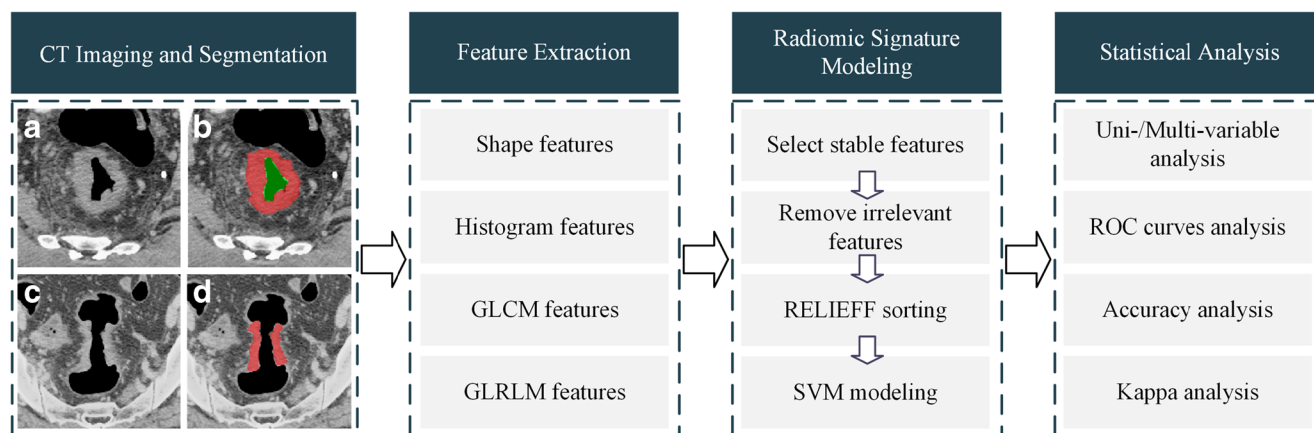 CT Imaging and Segmentation
a
b
c
d
Feature Extraction
Shape features
Histogram features
GLCM features
GLRLM features
Radiomic Signature
Modeling
Select stable features
Remove irrelevant
features
RELIEFF sorting
SVM modeling
Statistical Analysis
Uni-/Multi-variable
analysis
ROC curves analysis
Accuracy analysis
Kappa analysis